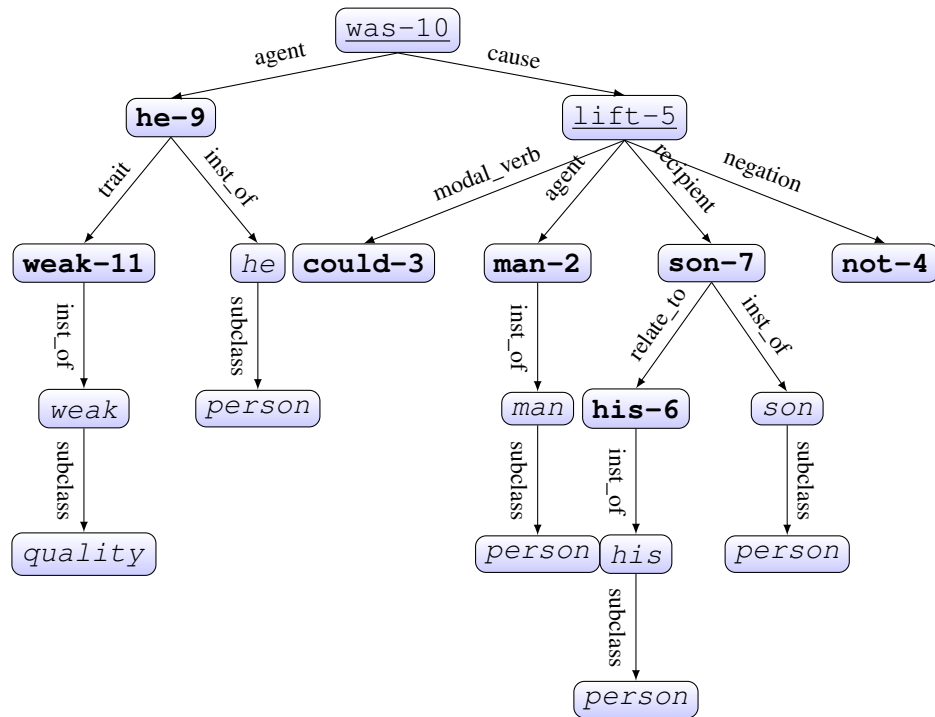 was-10
agent cause
he-9 lift-5
trait inst_of modal_verb agent recipient negation
weak-11 he could-3 man-2 son-7 not-4
inst_of subclass inst_of relate_to inst_of
weak person man his-6 son
subclass subclass inst_of subclass
quality person his person
subclass
person